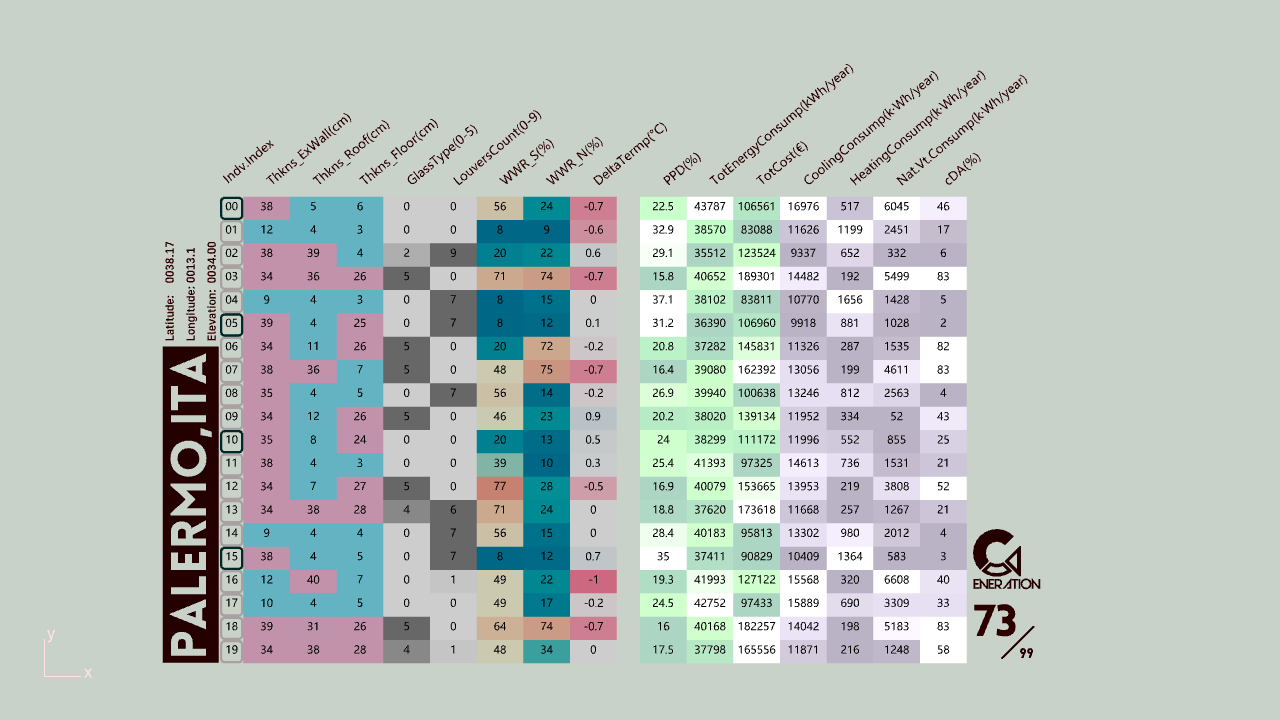 Indv.Index Thkns_ExWall(cm) Thkns_Roof(cm) Thkns_Floor(cm) GlassType(0-5) LouversCount(0-9) WWR_S(%) WWR_N(%) DeltaTermp(°C) PPD(%) TotEnergyConsump(kWh/year) TotCost(€) CoolingConsump(k·Wh/year) HeatingConsump(k·Wh/year) Nat.Vt.Consump(k·Wh/year) cDA(%)
00 38 5 6 0 0 56 24 -0.7 22.5 43787 106561 16976 517 6045 46
01 12 4 3 0 0 8 9 -0.6 32.9 38570 83088 11626 1199 2451 17
02 38 39 4 2 9 20 22 0.6 29.1 35512 123524 9337 652 332 6
03 34 36 26 5 0 71 74 -0.7 15.8 40652 189301 14482 192 5499 83
04 9 4 3 0 7 8 15 0 37.1 38102 83811 10770 1656 1428 5
05 39 4 25 0 7 8 12 0.1 31.2 36390 106960 9918 881 1028 2
06 34 11 26 5 0 20 72 -0.2 20.8 37282 145831 11326 287 1535 82
07 38 36 7 5 0 48 75 -0.7 16.4 39080 162392 13056 199 4611 83
08 35 4 5 0 7 56 14 -0.2 26.9 39940 100638 13246 812 2563 4
09 34 12 26 5 0 46 23 0.9 20.2 38020 139134 11952 334 52 43
10 35 8 24 0 0 20 13 0.5 24 38299 111172 11996 552 855 25
11 38 4 3 0 0 39 10 0.3 25.4 41393 97325 14613 736 1531 21
12 34 7 27 5 0 77 28 -0.5 16.9 40079 153665 13953 219 3808 52
13 34 38 28 4 6 71 24 0 18.8 37620 173618 11668 257 1267 21
14 9 4 4 0 7 56 15 0 28.4 40183 95813 13302 980 2012 4
15 38 4 5 0 7 8 12 0.7 35 37411 90829 10409 1364 583 3
16 12 40 7 0 1 49 22 -1 19.3 41993 127122 15568 320 6608 40
17 10 4 5 0 0 49 17 -0.2 24.5 42752 97433 15889 690 3309 33
18 39 31 26 5 0 64 74 -0.7 16 40168 182257 14042 198 5183 83
19 34 38 28 4 1 48 34 0 17.5 37798 165556 11871 216 1248 58
Latitude: 0038.17
Longitude: 0013.1
Elevation: 0034.00
PALERMO,ITA
GENERATION
73/99
y
x